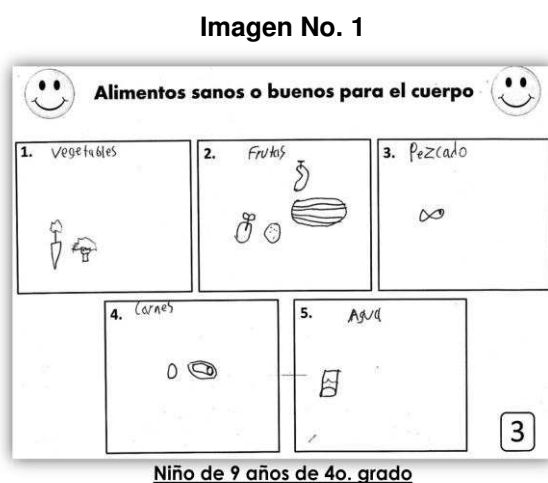 Imagen No. 1
Alimentos sanos o buenos para el cuerpo
1. Vegetables
2. Frutas
3. Pezcado
4. Carnes
5. Agua
3
Niño de 9 años de 4o. grado